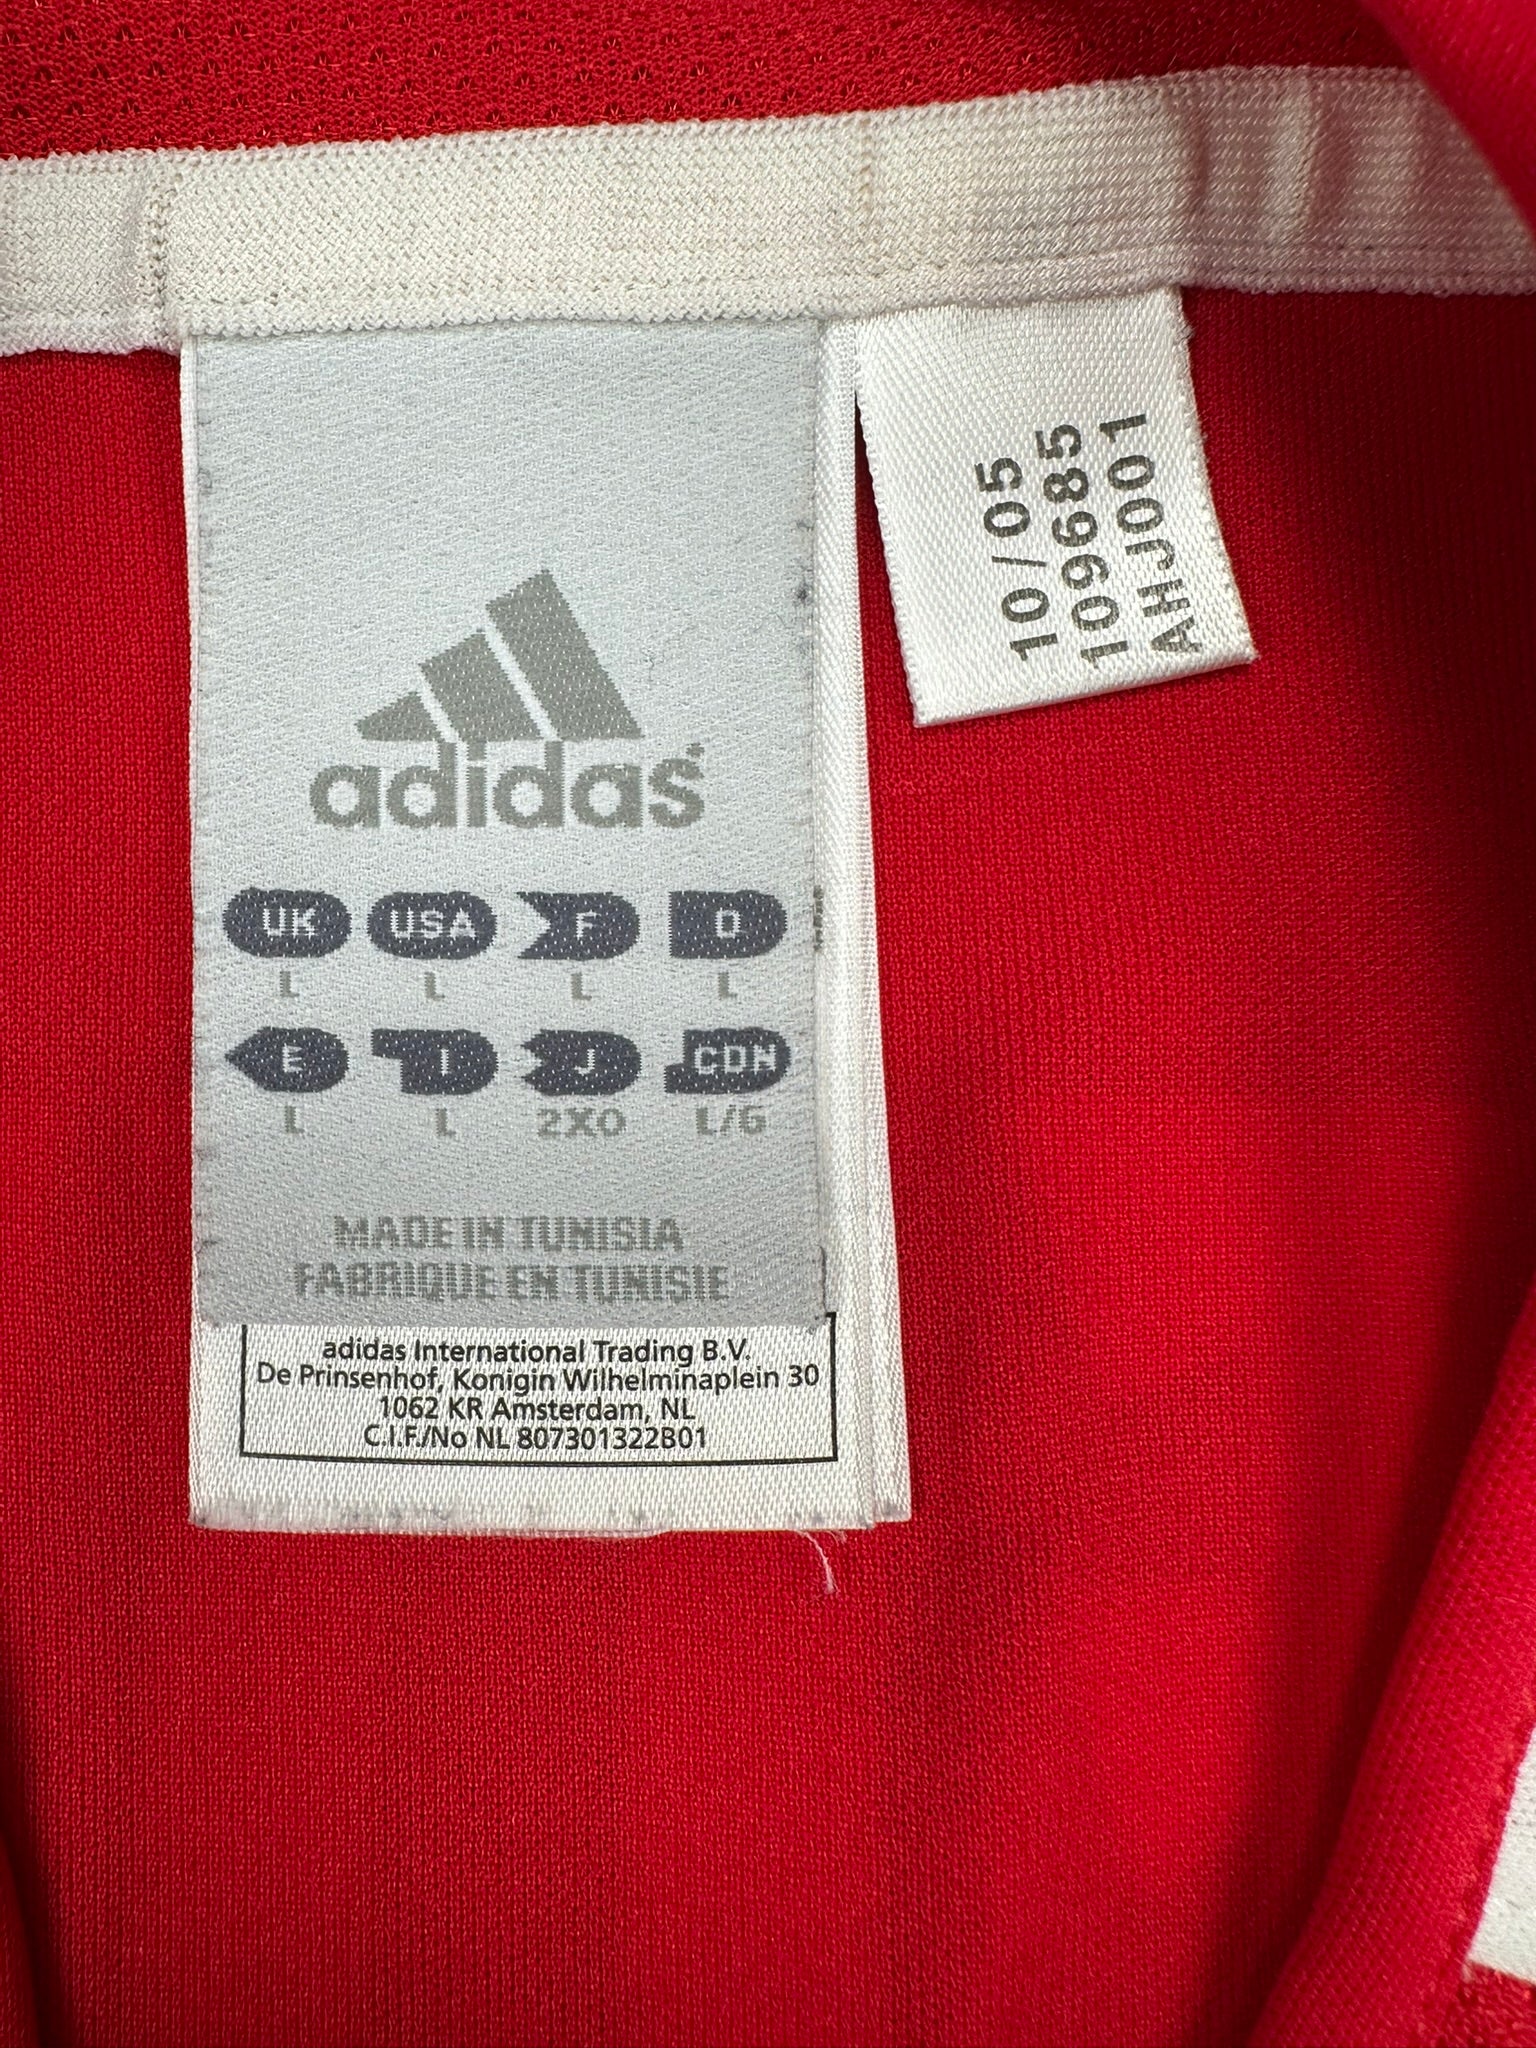 adidas
UK USA F D
L L L L
E I J CDN
L L 2XO L/G
MADE IN TUNISIA
FABRIQUE EN TUNISIE
adidas International Trading B.V.
De Prinsenhof, Konigin Wilhelminaplein 30
1062 KR Amsterdam, NL
C.I.F./No NL 807301322B01
10/05
109685
AHJ001